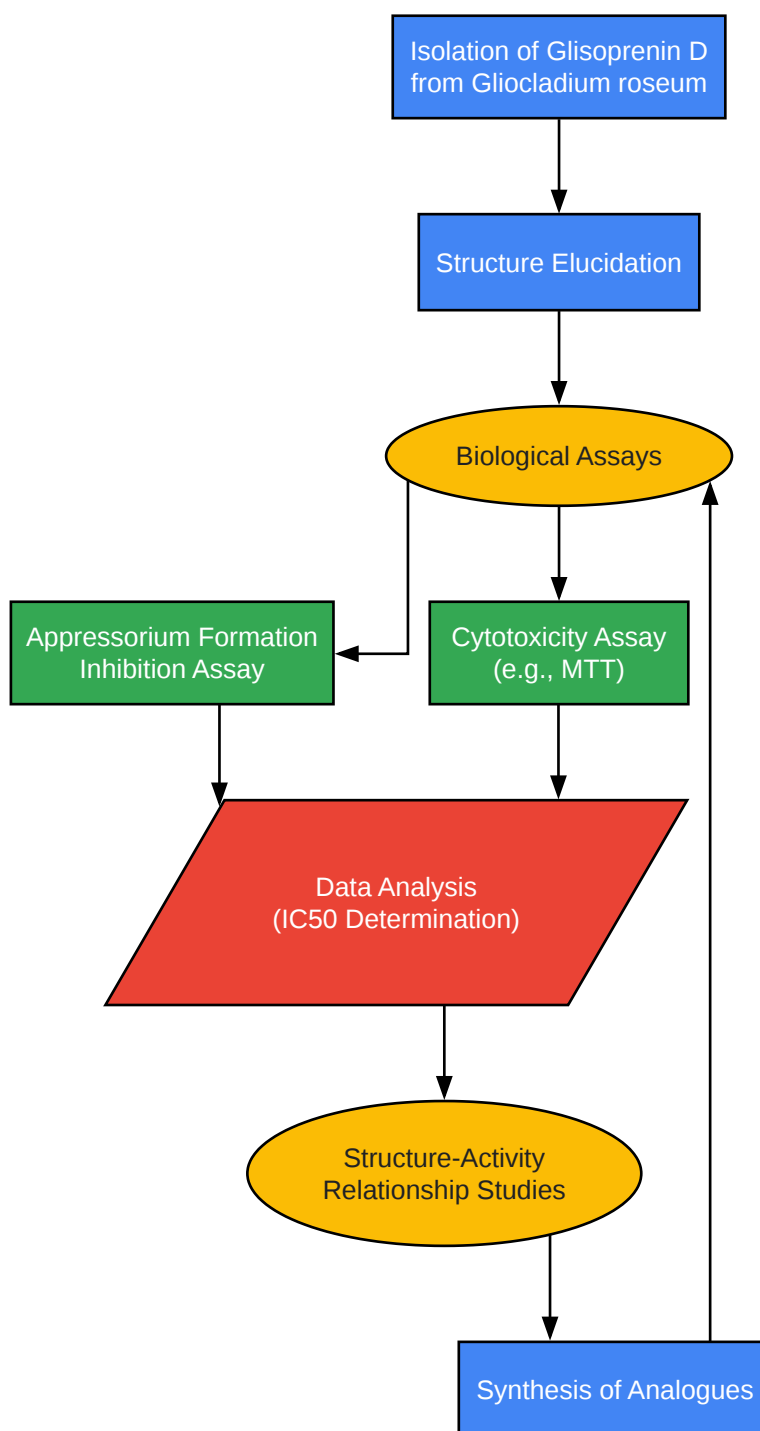 Isolation of Glisoprenin D
from Gliocladium roseum
Structure Elucidation
Biological Assays
Appressorium Formation
Inhibition Assay
Cytotoxicity Assay
(e.g., MTT)
Data Analysis
(IC50 Determination)
Structure-Activity
Relationship Studies
Synthesis of Analogues